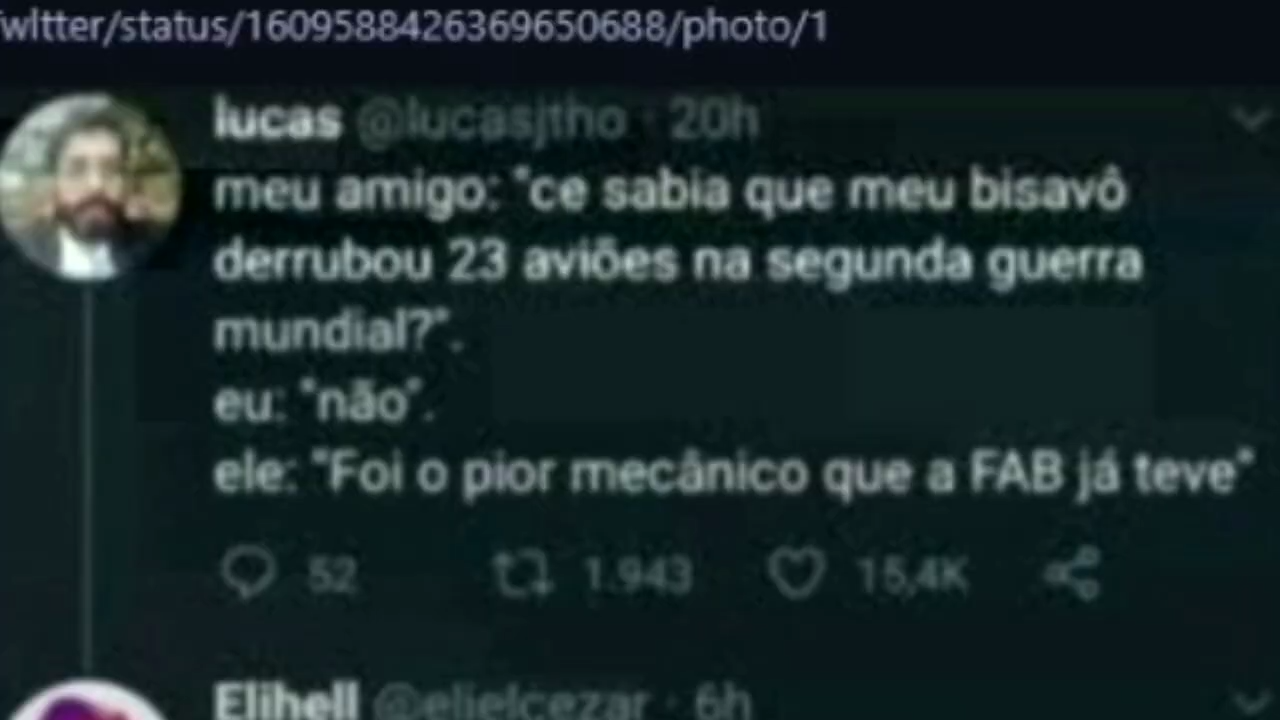 witter/status/1609588426369650688/photo/1
lucas @lucasjtho · 20h
meu amigo: "ce sabia que meu bisavô
derrubou 23 aviões na segunda guerra
mundial?".
eu: "não".
ele: "Foi o pior mecânico que a FAB já teve"
52 1.943 15,4K
Elihell @elielcezar · 6h